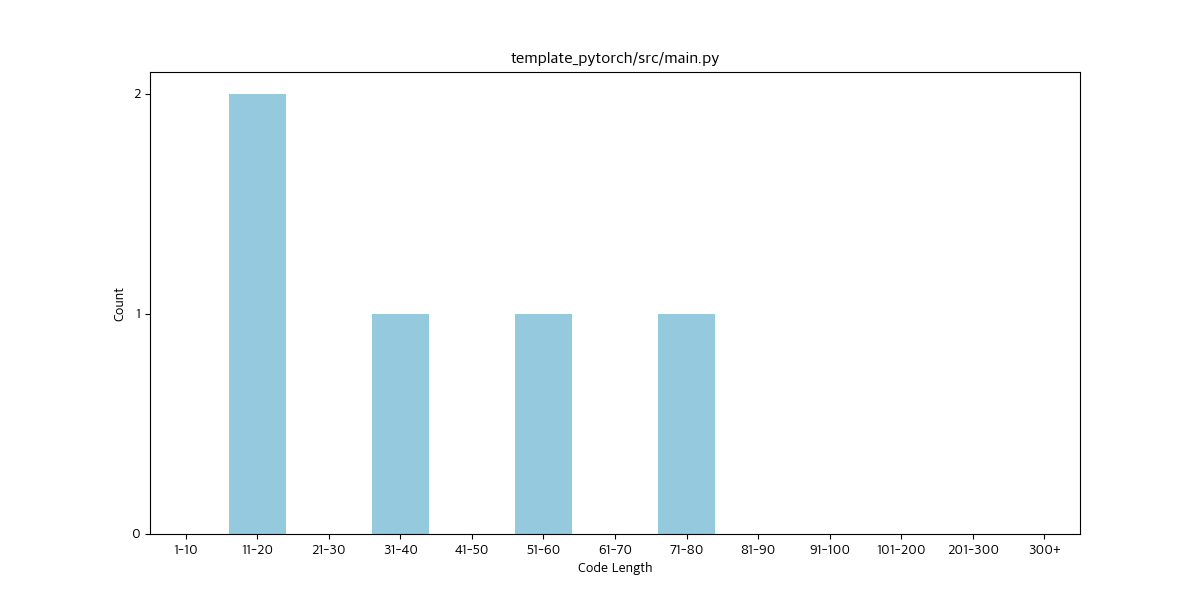 template_pytorch/src/main.py
2
1
0
Count
1-10 11-20 21-30 31-40 41-50 51-60 61-70 71-80 81-90 91-100 101-200 201-300 300+
Code Length